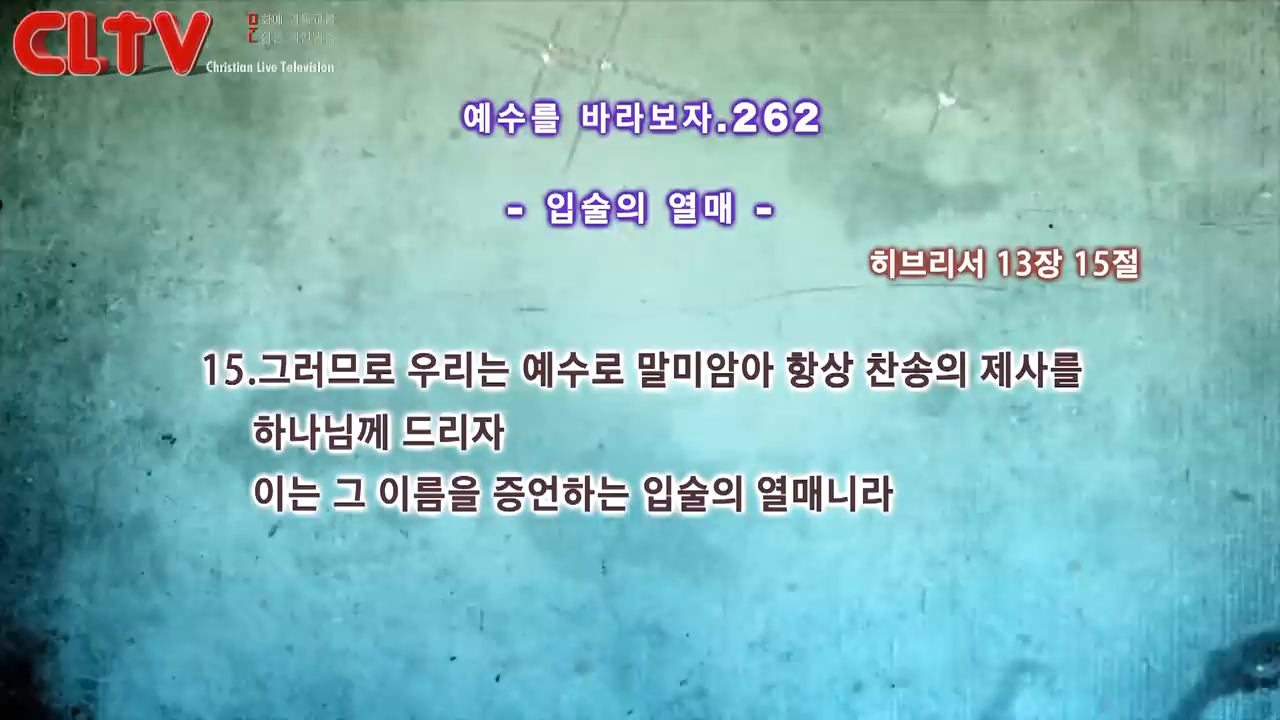 CLTV
Christian Live Television
예수를 바라보자.262
- 입술의 열매 -
히브리서 13장 15절
15.그러므로 우리는 예수로 말미암아 항상 찬송의 제사를
하나님께 드리자
이는 그 이름을 증언하는 입술의 열매니라